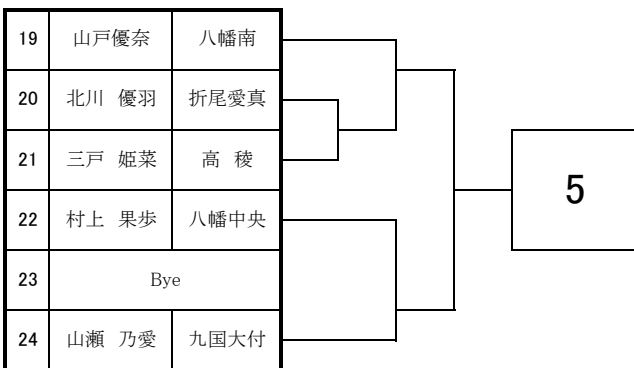 19 山戸優奈 八幡南
20 北川 優羽 折尾愛真
21 三戸 姫菜 高 稜
22 村上 果歩 八幡中央
23 Bye
24 山瀬 乃愛 九国大付
5